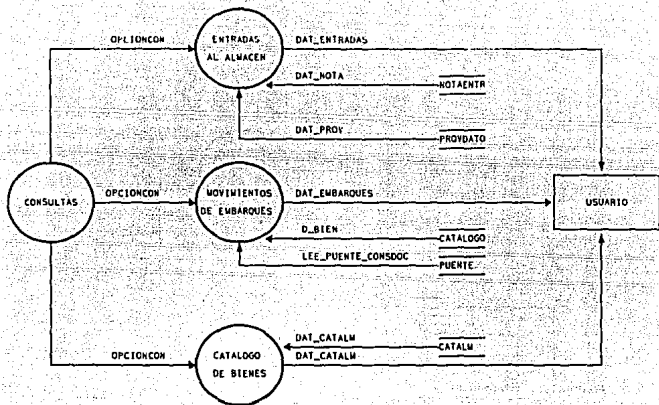 OPCIONCON
ENTRADAS
AL ALMACEN
DAT_ENTRADAS
DAT_NOTA
NOTAENTR
DAT_PROV
PROVDATO
CONSULTAS
OPCIONCON
MOVIMIENTOS
DE EMBARQUES
DAT_EMBARQUES
USUARIO
D_BIEN
CATALOGO
LEE_PUENTE_CONSDOC
PUENTE
OPCIONCON
CATALOGO
DE BIENES
DAT_CATALM
CATALM
DAT_CATALM